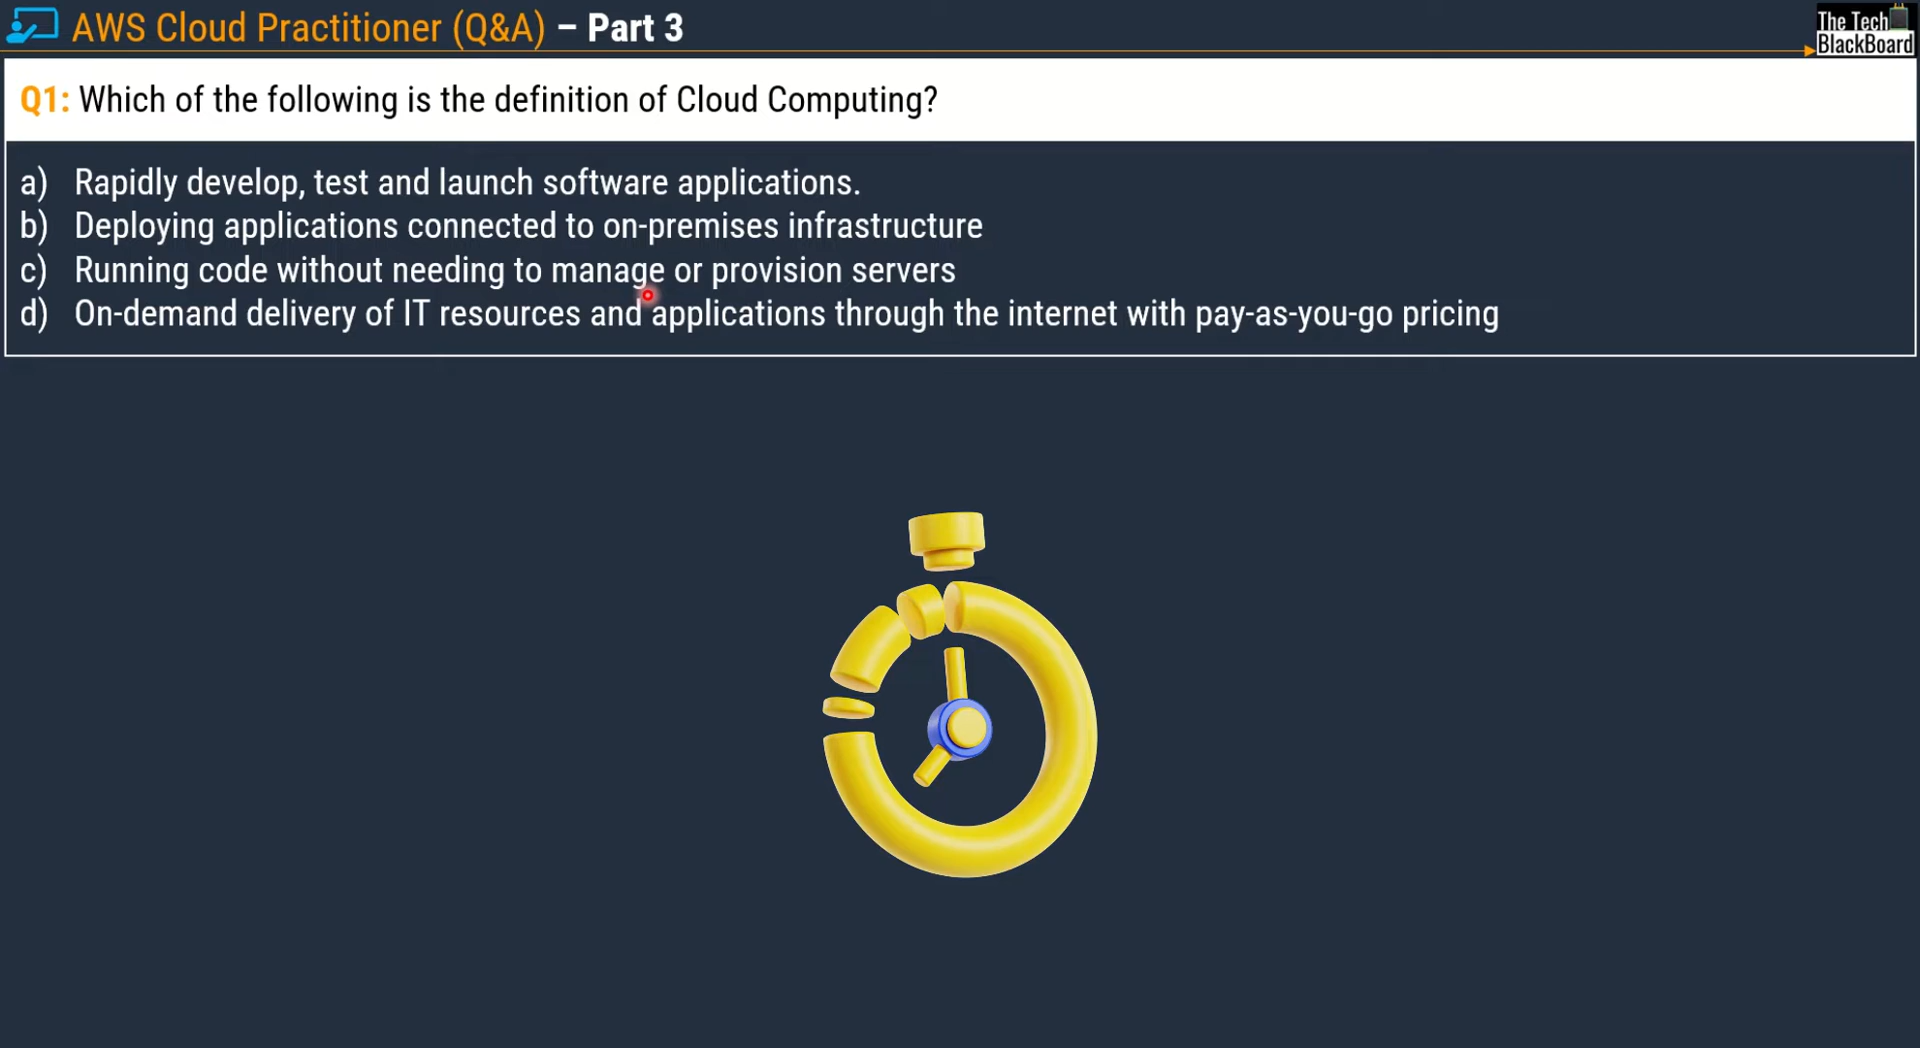 AWS Cloud Practitioner (Q&A) – Part 3
The Tech
BlackBoard
Q1: Which of the following is the definition of Cloud Computing?
a) Rapidly develop, test and launch software applications.
b) Deploying applications connected to on-premises infrastructure
c) Running code without needing to manage or provision servers
d) On-demand delivery of IT resources and applications through the internet with pay-as-you-go pricing